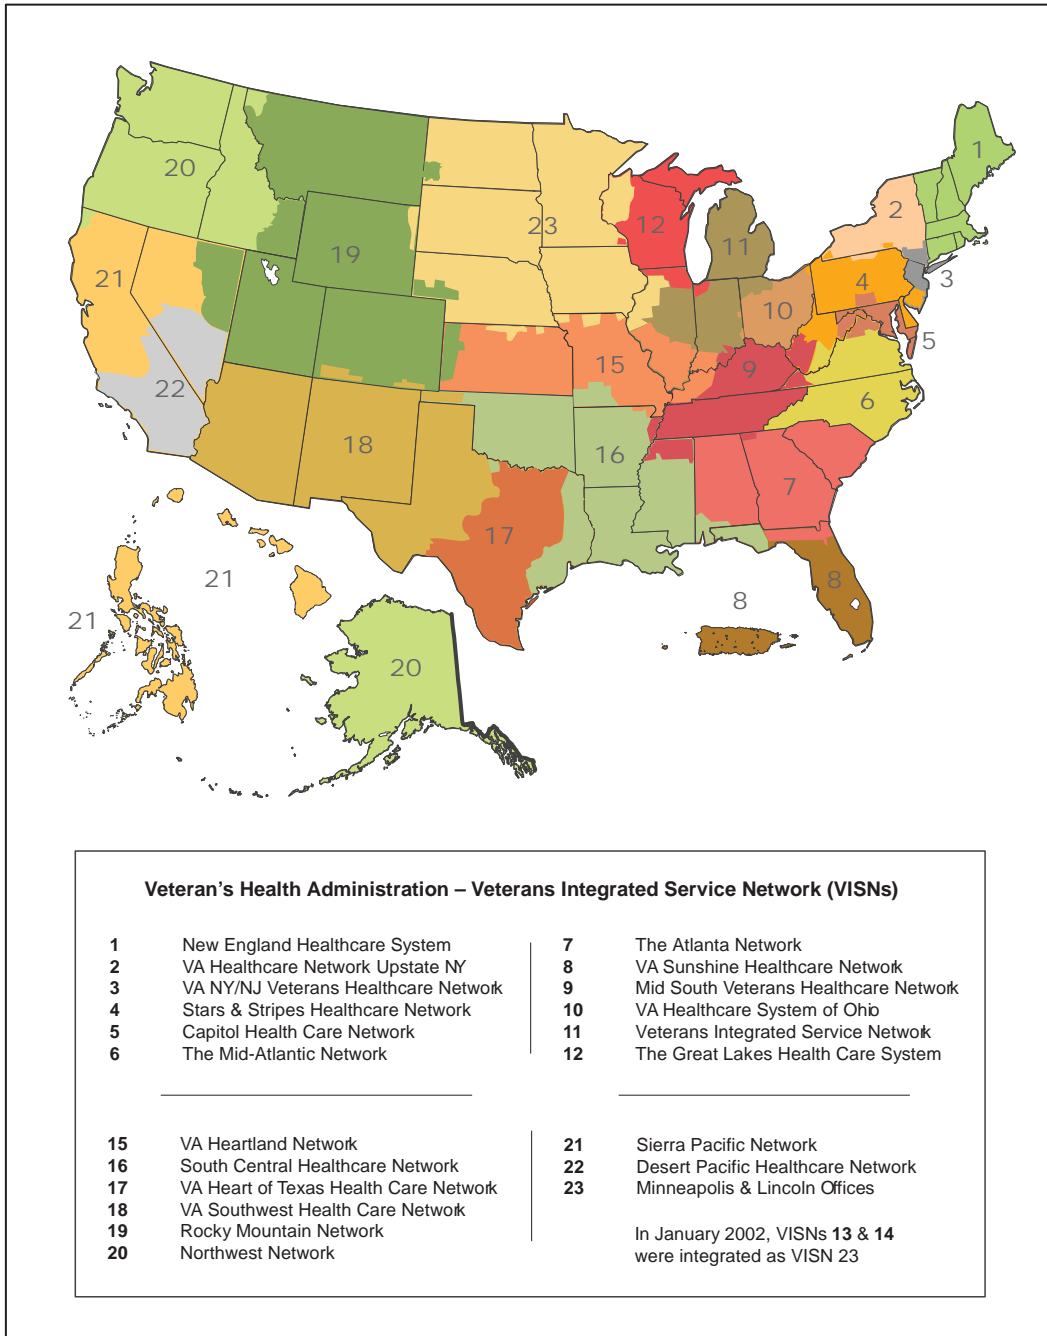 1
20
2
23
12
11
19
21
3
4
10
5
15
9
22
6
16
18
7
17
21
8
8
21
20
Veteran's Health Administration – Veterans Integrated Service Network (VISNs)
1 New England Healthcare System
2 VA Healthcare Network Upstate NY
3 VA NY/NJ Veterans Healthcare Network
4 Stars & Stripes Healthcare Network
5 Capitol Health Care Network
6 The Mid-Atlantic Network
7 The Atlanta Network
8 VA Sunshine Healthcare Network
9 Mid South Veterans Healthcare Network
10 VA Healthcare System of Ohio
11 Veterans Integrated Service Network
12 The Great Lakes Health Care System
15 VA Heartland Network
16 South Central Healthcare Network
17 VA Heart of Texas Health Care Network
18 VA Southwest Health Care Network
19 Rocky Mountain Network
20 Northwest Network
21 Sierra Pacific Network
22 Desert Pacific Healthcare Network
23 Minneapolis & Lincoln Offices
In January 2002, VISNs 13 & 14
were integrated as VISN 23